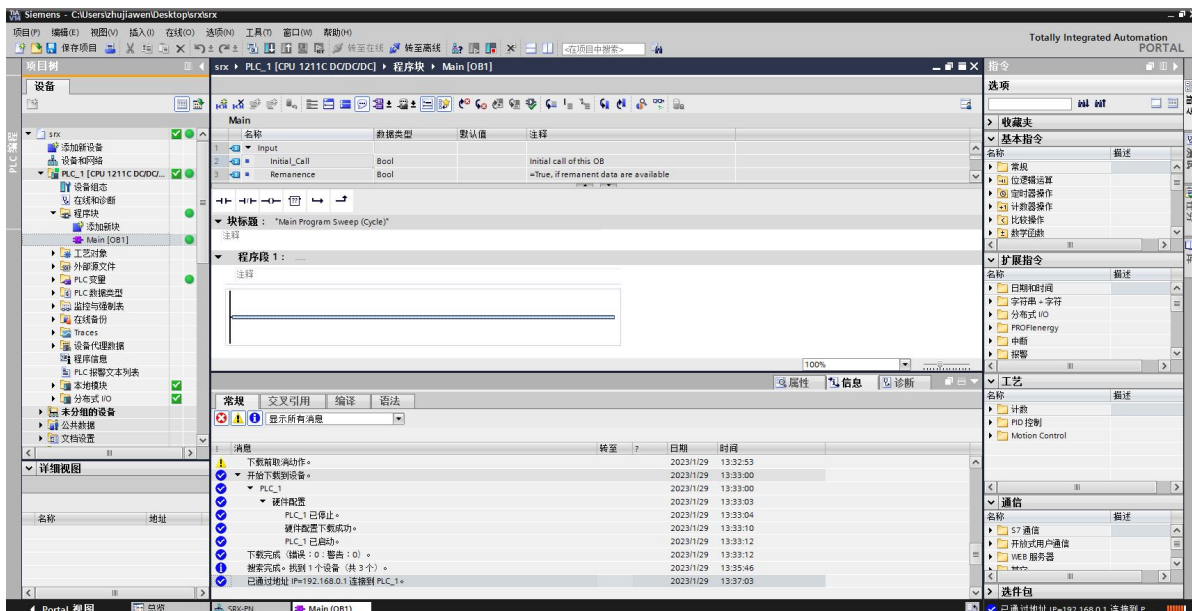 Siemens - C:\Users\zhujiawen\Desktop\srx\srx
项目(P) 编辑(E) 视图(V) 插入(I) 在线(O) 选项(N) 工具(T) 窗口(W) 帮助(H)
Totally Integrated Automation
PORTAL
保存项目 转至在线 转至离线 <在项目中搜索>
项目树
设备
PLC 编程
srx
添加新设备
设备和网络
PLC_1 [CPU 1211C DC/DC/...
设备组态
在线和诊断
程序块
添加新块
Main [OB1]
工艺对象
外部源文件
PLC 变量
PLC 数据类型
监控与强制表
在线备份
Traces
设备代理数据
程序信息
PLC 报警文本列表
本地模块
分布式 I/O
未分组的设备
公共数据
文档设置
详细视图
名称 地址
srx ▸ PLC_1 [CPU 1211C DC/DC/DC] ▸ 程序块 ▸ Main [OB1]
Main
名称 数据类型 默认值 注释
1 Input
2 Initial_Call Bool Initial call of this OB
3 Remanence Bool =True, if remanent data are available
块标题: "Main Program Sweep (Cycle)"
注释
程序段 1: .....
注释
100%
属性 信息 诊断
常规 交叉引用 编译 语法
显示所有消息
! 消息 转至 ? 日期 时间
下载前取消动作。 2023/1/29 13:32:53
开始下载到设备。 2023/1/29 13:33:00
PLC_1 2023/1/29 13:33:00
硬件配置 2023/1/29 13:33:03
PLC_1 已停止。 2023/1/29 13:33:04
硬件配置下载成功。 2023/1/29 13:33:10
PLC_1 已启动。 2023/1/29 13:33:12
下载完成(错误:0;警告:0)。 2023/1/29 13:33:12
搜索完成。找到 1 个设备(共 3 个)。 2023/1/29 13:35:46
已通过地址 IP=192.168.0.1 连接到 PLC_1。 2023/1/29 13:37:03
指令
选项
收藏夹
基本指令
名称 描述
常规
位逻辑运算
定时器操作
计数器操作
比较操作
数学函数
扩展指令
名称 描述
日期和时间
字符串 + 字符
分布式 I/O
PROFIenergy
中断
报警
工艺
名称 描述
计数
PID 控制
Motion Control
通信
名称 描述
S7 通信
开放式用户通信
WEB 服务器
选件包
Portal 视图 总览 SRX-PN Main (OB1) 已通过地址 IP=192.168.0.1 连接到 P...